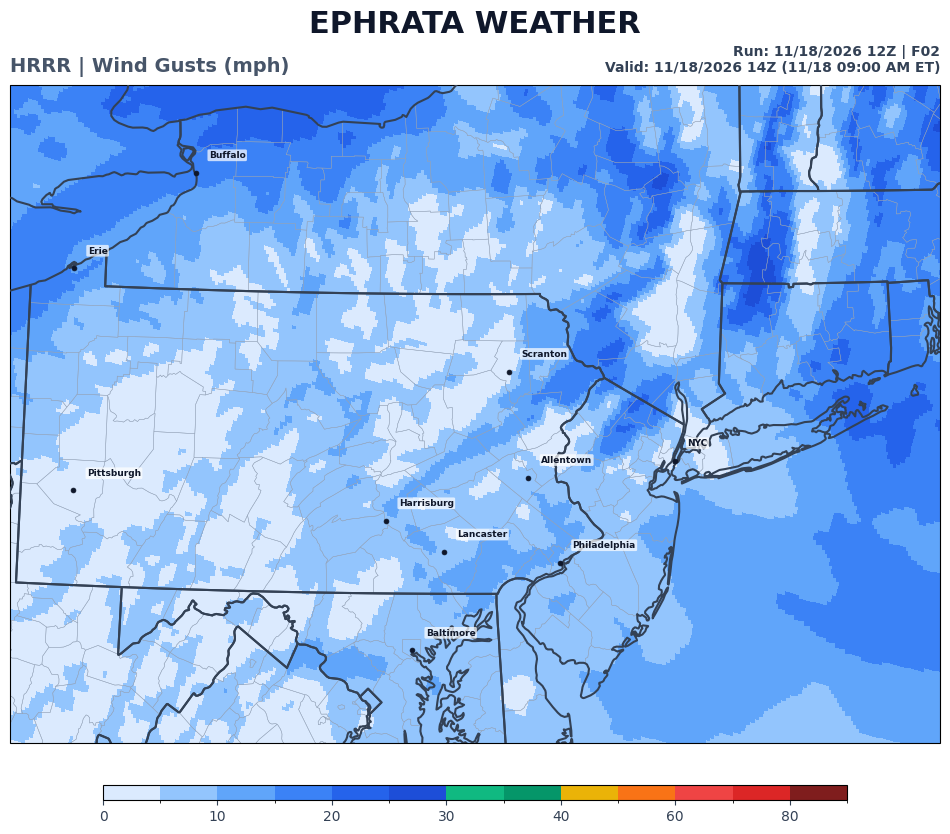 EPHRATA WEATHER
HRRR | Wind Gusts (mph)
Run: 11/18/2026 12Z | F02
Valid: 11/18/2026 14Z (11/18 09:00 AM ET)
Buffalo
Erie
Scranton
NYC
Allentown
Pittsburgh
Harrisburg
Lancaster
Philadelphia
Baltimore
0 10 20 30 40 50 60 70 80